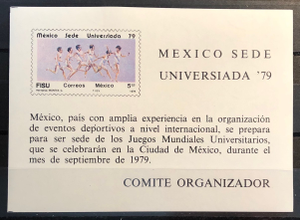 México Sede Universiada 79
MEXICO SEDE
UNIVERSIADA '79
FISU Correos México 5.00
México, país con amplia experiencia en la organización
de eventos deportivos a nivel internacional, se prepara
para ser sede de los Juegos Mundiales Universitarios,
que se celebrarán en la Ciudad de México, durante el
mes de septiembre de 1979.
COMITE ORGANIZADOR